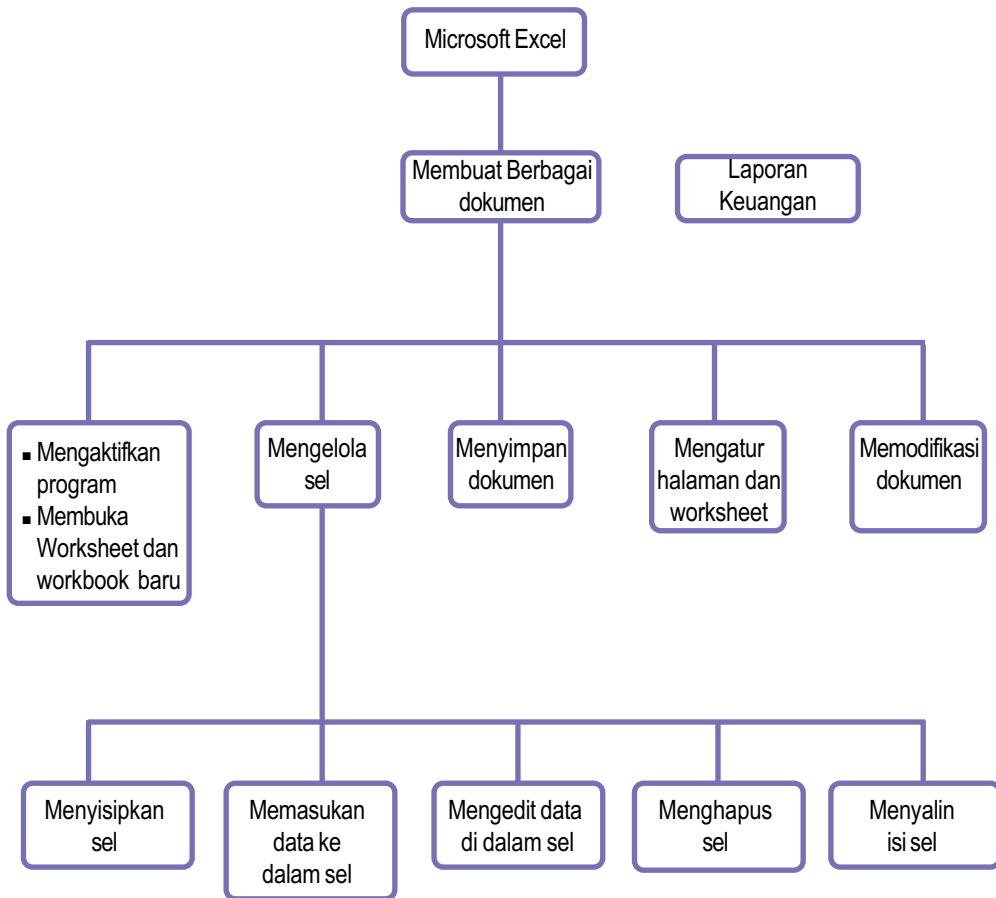 Microsoft Excel
Membuat Berbagai
dokumen
Laporan
Keuangan
▪ Mengaktifkan
program
▪ Membuka
Worksheet dan
workbook baru
Mengelola
sel
Menyimpan
dokumen
Mengatur
halaman dan
worksheet
Memodifikasi
dokumen
Menyisipkan
sel
Memasukan
data ke
dalam sel
Mengedit data
di dalam sel
Menghapus
sel
Menyalin
isi sel